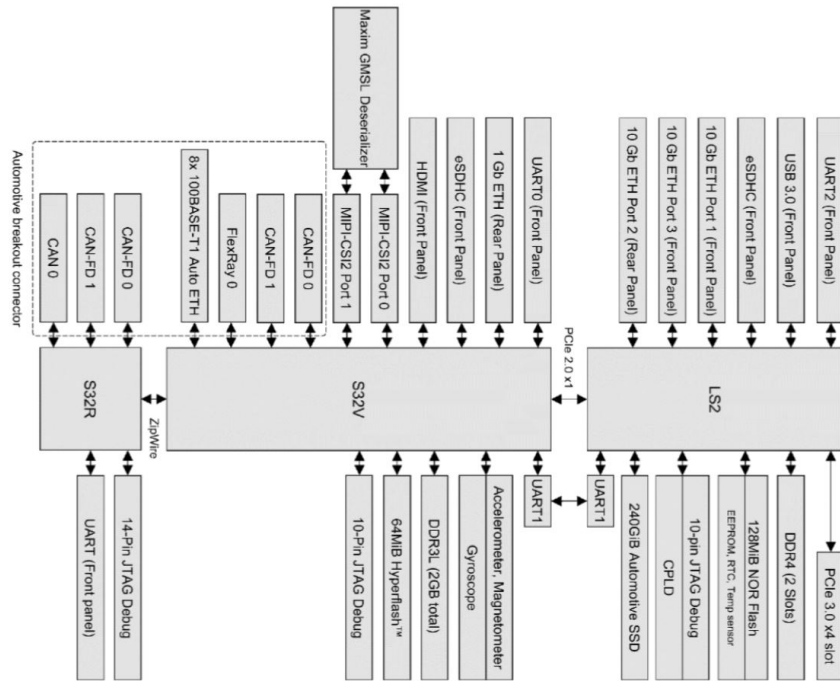 UART2 (Front Panel)
USB 3.0 (Front Panel)
eSDHC (Front Panel)
10 Gb ETH Port 1 (Front Panel)
10 Gb ETH Port 3 (Front Panel)
10 Gb ETH Port 2 (Rear Panel)
LS2
PCIe 3.0 x4 slot
DDR4 (2 Slots)
128MiB NOR Flash
EEPROM, RTC, Temp sensor
10-pin JTAG Debug
CPLD
240GiB Automotive SSD
UART1
PCIe 2.0 x1
UART0 (Front Panel)
1 Gb ETH (Rear Panel)
eSDHC (Front Panel)
HDMI (Front Panel)
Maxim GMSL Deserializer
MIPI-CSI2 Port 0
MIPI-CSI2 Port 1
CAN-FD 0
CAN-FD 1
FlexRay 0
8x 100BASE-T1 Auto ETH
S32V
UART1
Accelerometer, Magnetometer
Gyroscope
DDR3L (2GB total)
64MiB Hyperflash™
10-Pin JTAG Debug
ZipWire
CAN-FD 0
CAN-FD 1
CAN 0
Automotive breakout connector
S32R
14-Pin JTAG Debug
UART (Front panel)